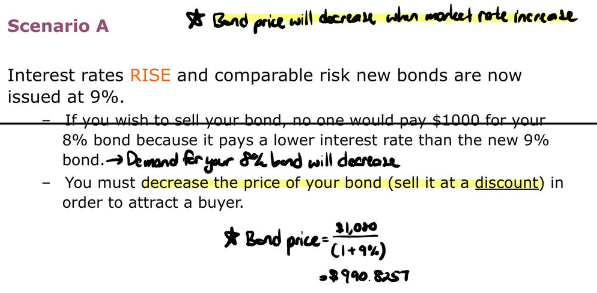 ★ Bond price will decrease when market rate increase
Scenario A
Interest rates RISE and comparable risk new bonds are now
issued at 9%.
– If you wish to sell your bond, no one would pay $1000 for your
8% bond because it pays a lower interest rate than the new 9%
bond. → Demand for your 8% bond will decrease
– You must decrease the price of your bond (sell it at a discount) in
order to attract a buyer.
★ Bond price = $1,080
(1+9%)
= $990.8257